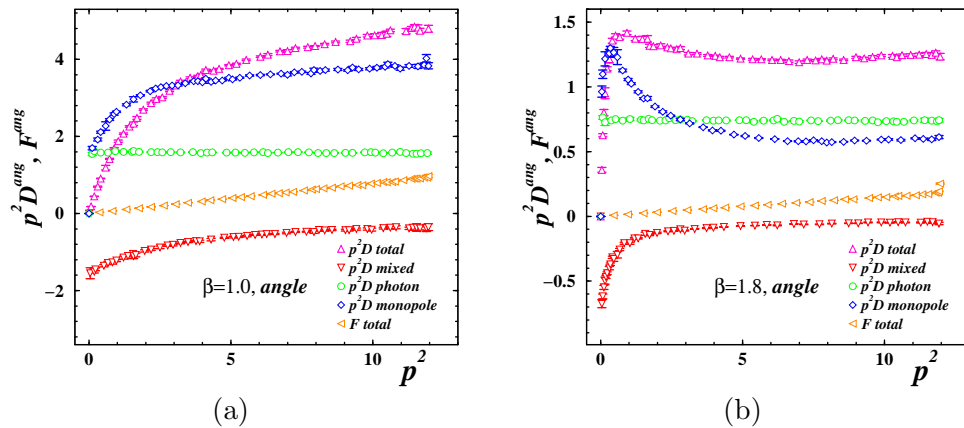 p²D^ang, F^ang
4
2
0
−2
0
5
10
p²
β=1.0, angle
p²D total
p²D mixed
p²D photon
p²D monopole
F total
(a)
p²D^ang, F^ang
1.5
1
0.5
0
−0.5
0
5
10
p²
β=1.8, angle
p²D total
p²D mixed
p²D photon
p²D monopole
F total
(b)